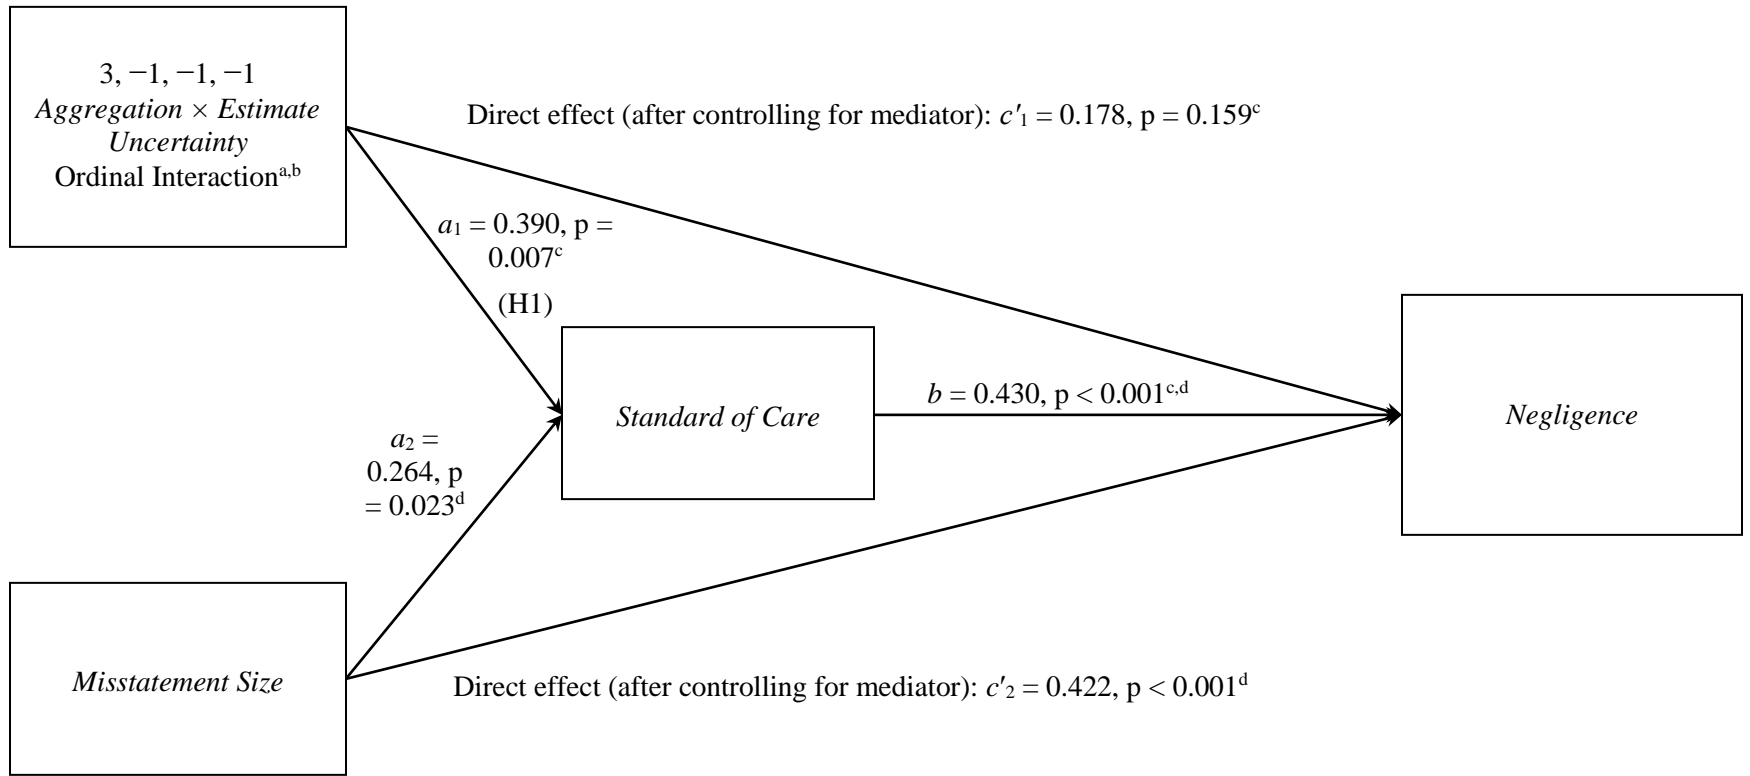 3, −1, −1, −1
Aggregation × Estimate
Uncertainty
Ordinal Interactionᵃ,ᵇ
Direct effect (after controlling for mediator): c′₁ = 0.178, p = 0.159ᶜ
a₁ = 0.390, p =
0.007ᶜ
(H1)
Standard of Care
b = 0.430, p < 0.001ᶜ,ᵈ
Negligence
a₂ =
0.264, p
= 0.023ᵈ
Misstatement Size
Direct effect (after controlling for mediator): c′₂ = 0.422, p < 0.001ᵈ